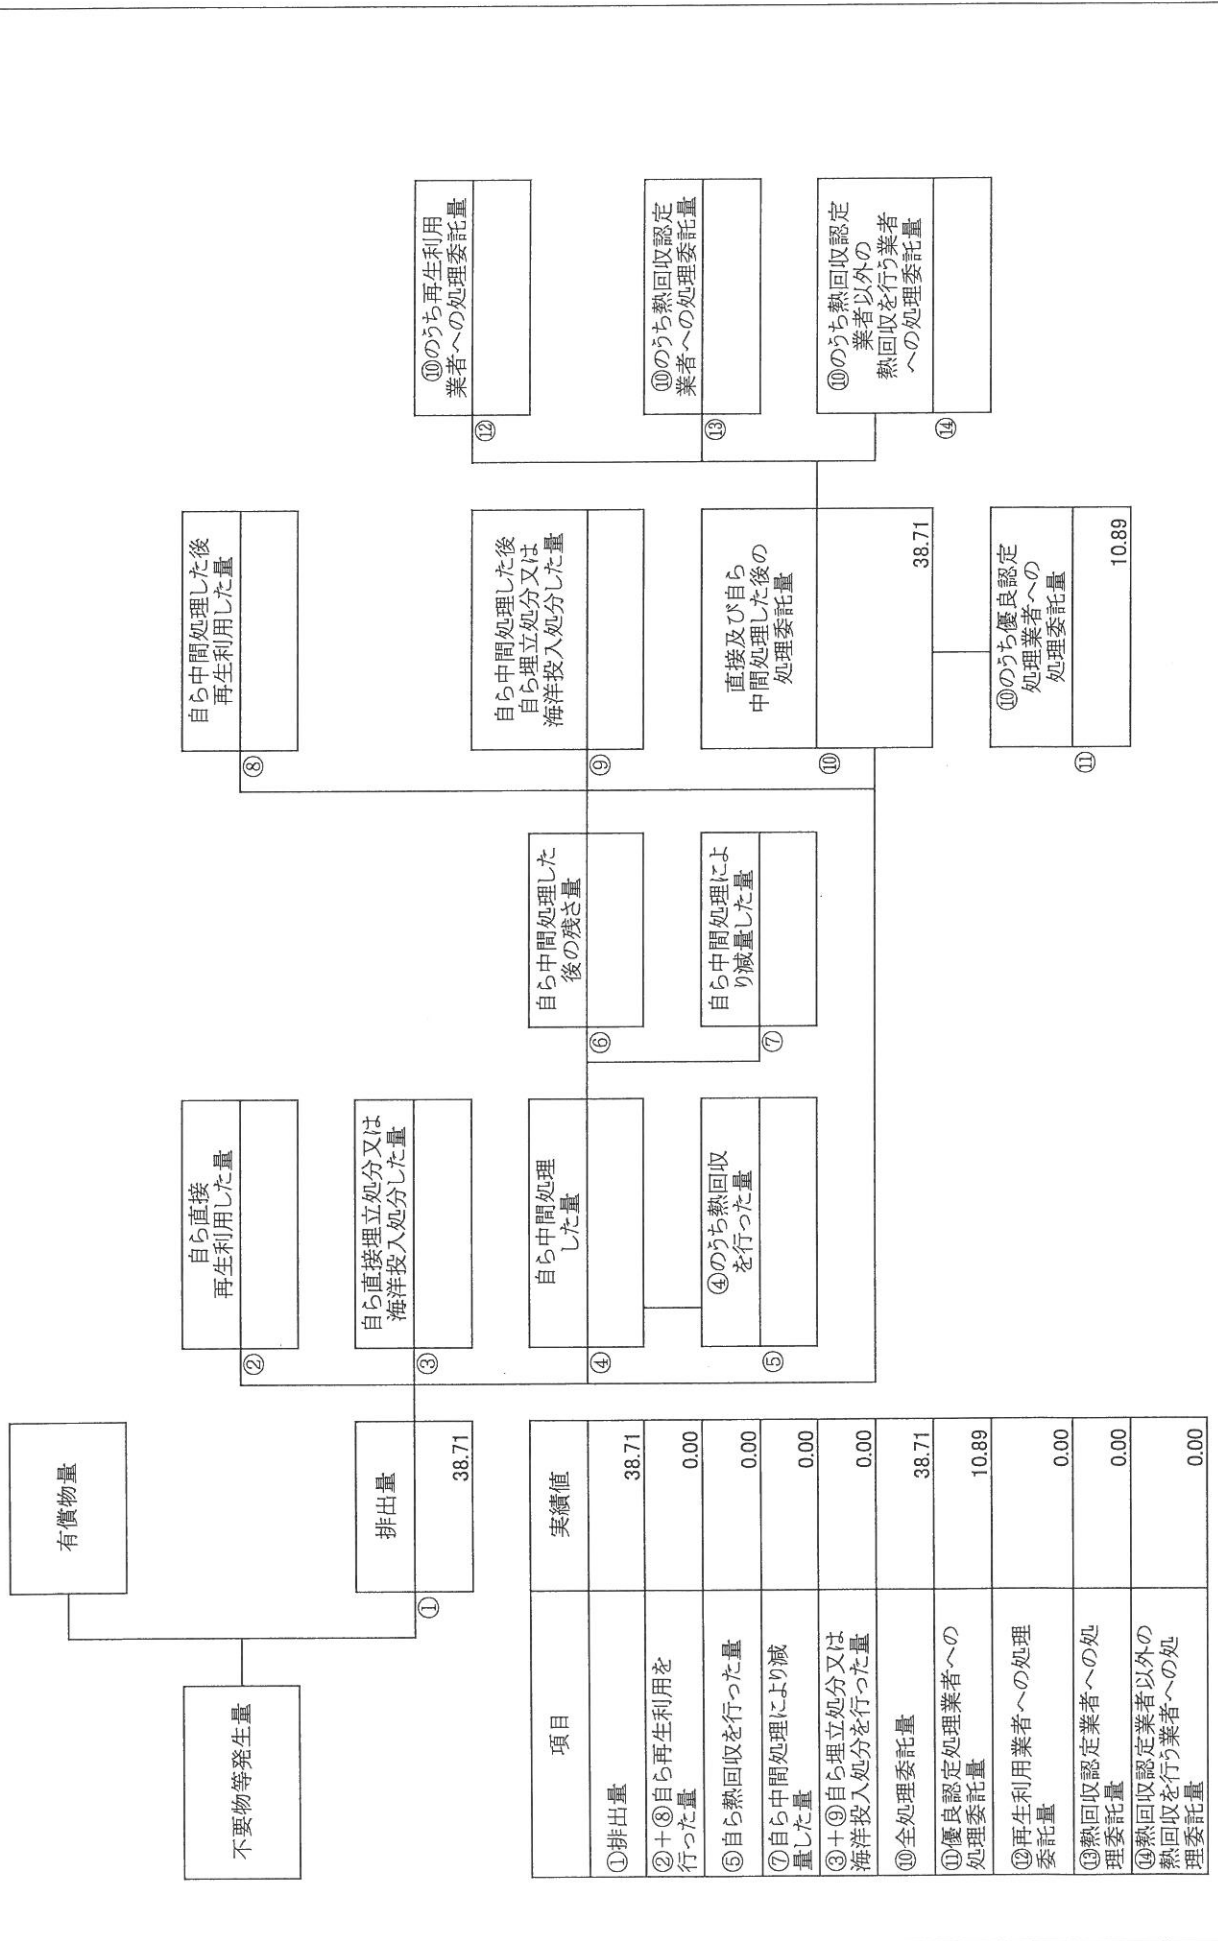 有償物量
不要物等発生量
排出量
①
38.71
自ら直接
再生利用した量
②
自ら直接埋立処分又は
海洋投入処分した量
③
自ら中間処理
した量
④
④のうち熱回収
を行った量
⑤
自ら中間処理した
後の残さ量
⑥
自ら中間処理によ
り減量した量
⑦
自ら中間処理した後
再生利用した量
⑧
自ら中間処理した後
自ら埋立処分又は
海洋投入処分した量
⑨
直接及び自ら
中間処理した後の
処理委託量
⑩
38.71
⑩のうち優良認定
処理業者への
処理委託量
⑪
10.89
⑩のうち再生利用
業者への処理委託量
⑫
⑩のうち熱回収認定
業者への処理委託量
⑬
⑩のうち熱回収認定
業者以外の
熱回収を行う業者
への処理委託量
⑭
項目 実績値
①排出量 38.71
②+⑧自ら再生利用を
行った量 0.00
⑤自ら熱回収を行った量 0.00
⑦自ら中間処理により減
量した量 0.00
③+⑨自ら埋立処分又は
海洋投入処分を行った量 0.00
⑩全処理委託量 38.71
⑪優良認定処理業者への
処理委託量 10.89
⑫再生利用業者への処理
委託量 0.00
⑬熱回収認定業者への処
理委託量 0.00
⑭熱回収認定業者以外の
熱回収を行う業者への処
理委託量 0.00